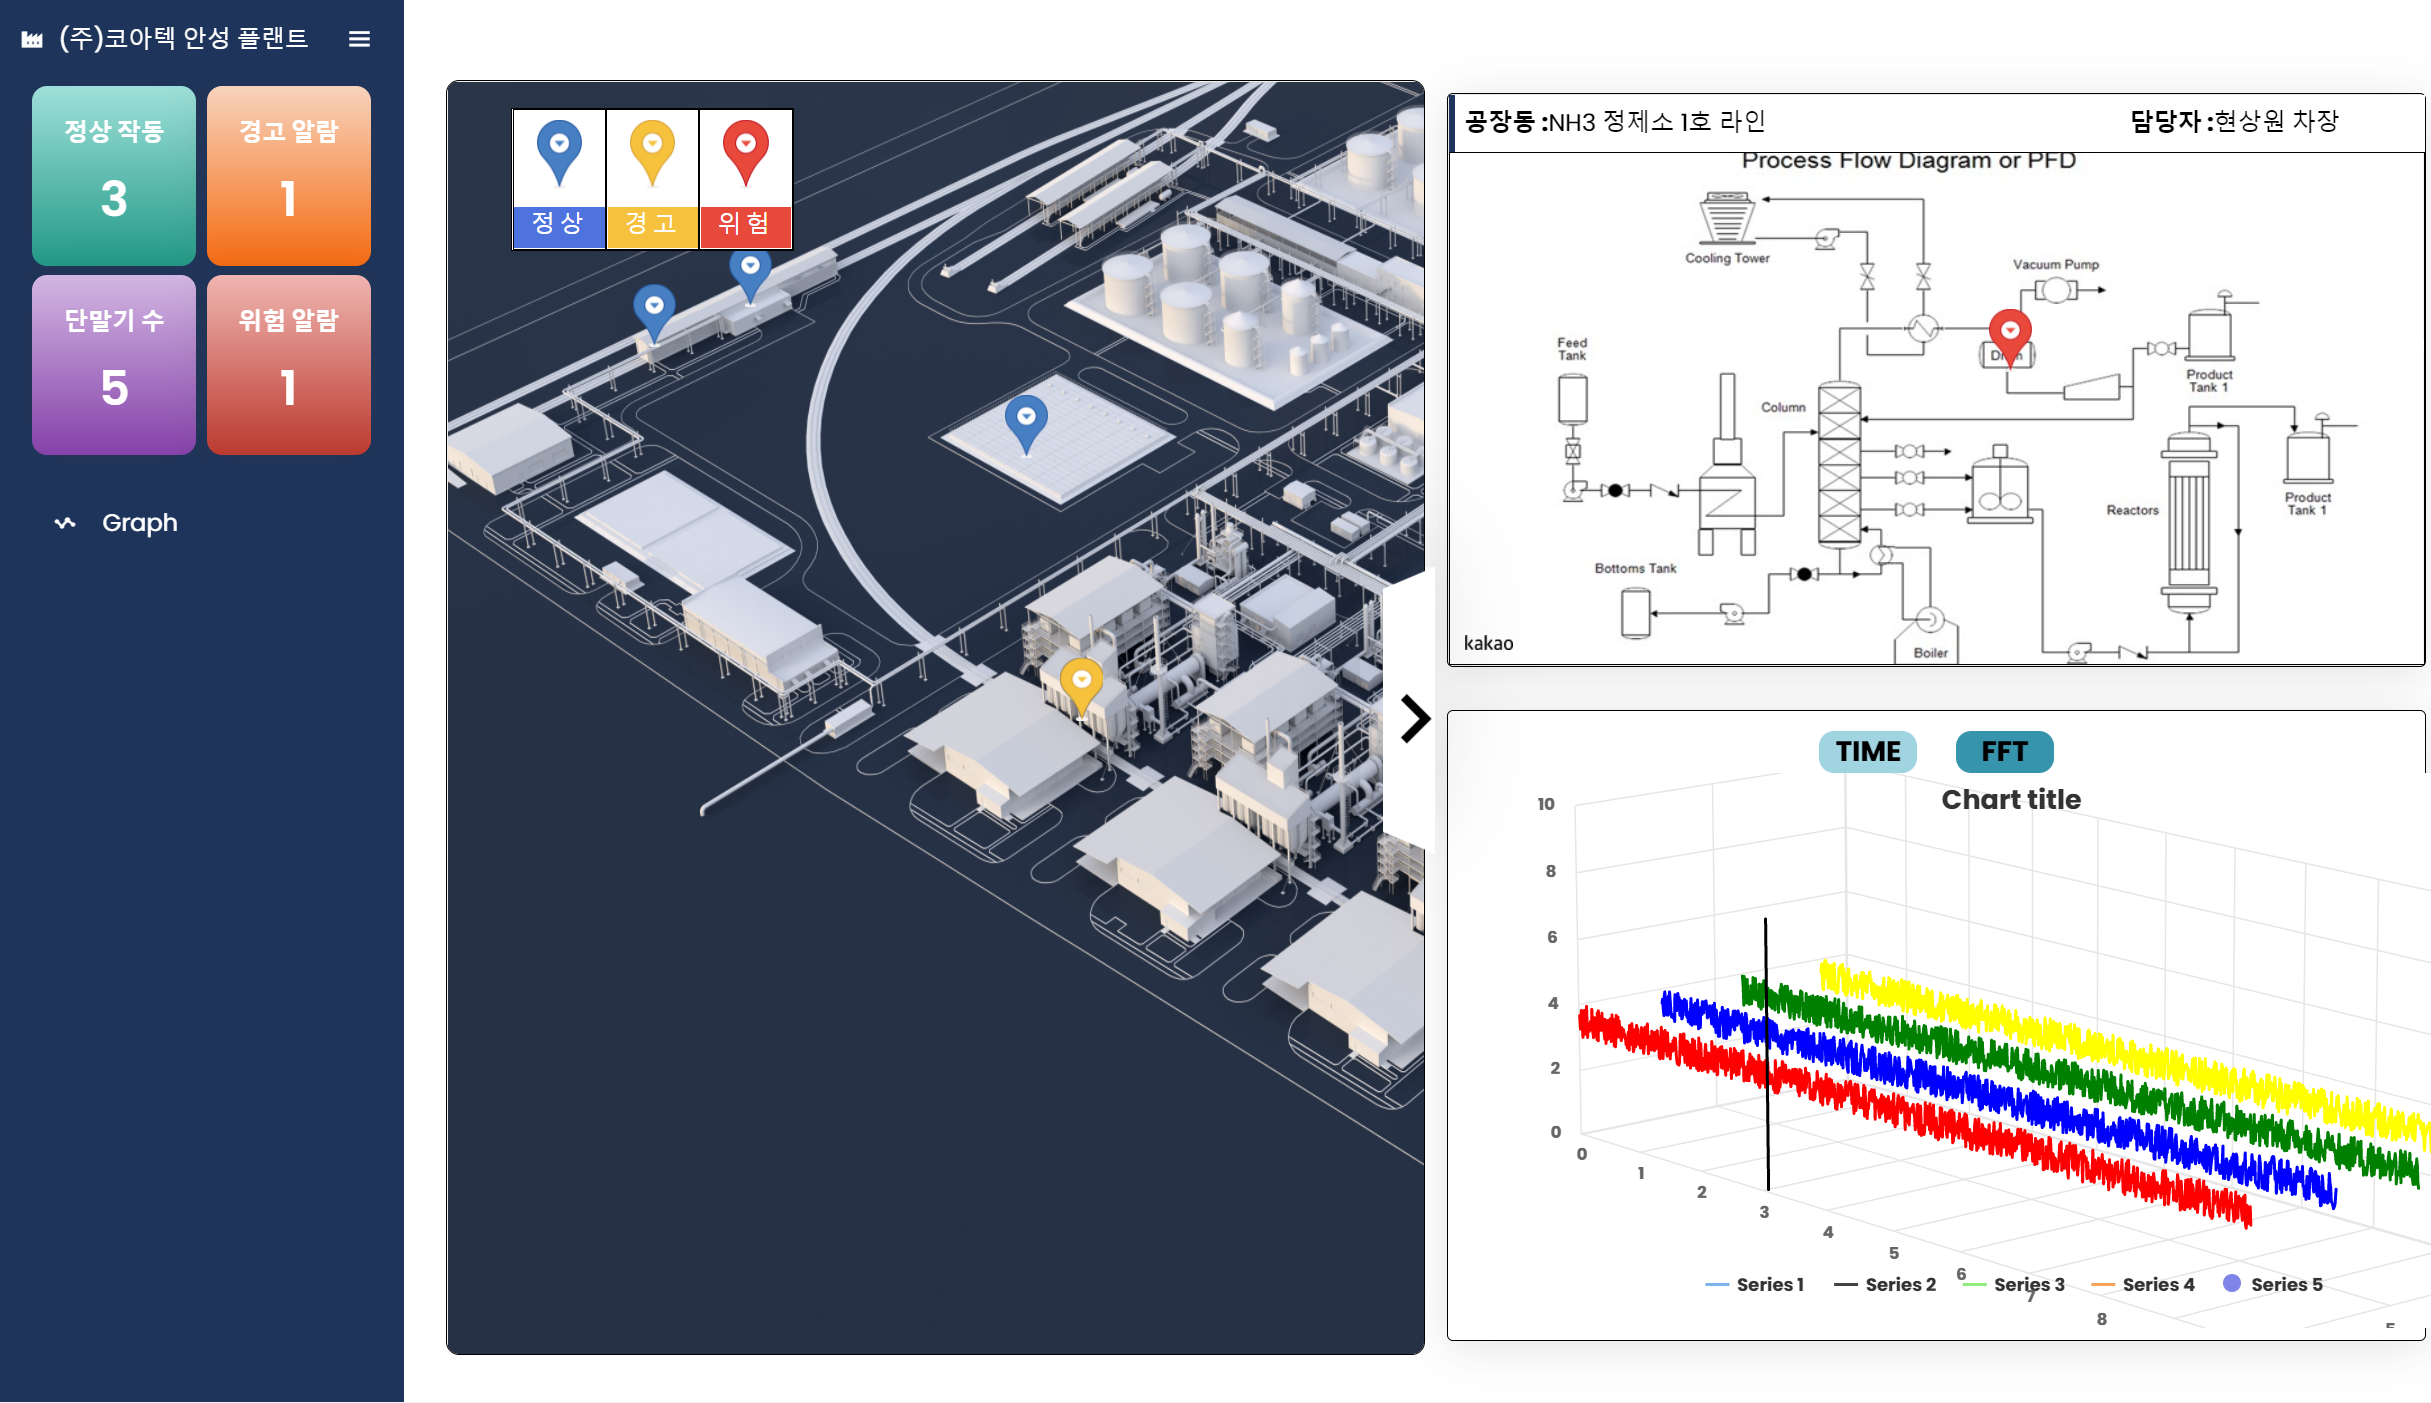 (주)코아텍 안성 플랜트
정상 작동
3
경고 알람
1
단말기 수
5
위험 알람
1
Graph
정 상
경 고
위 험
공장동 :NH3 정제소 1호 라인
담당자 :현상원 차장
Process Flow Diagram or PFD
Cooling Tower
Vacuum Pump
Feed
Tank
Product
Tank 1
Column
Reactors
Product
Tank 1
Bottoms Tank
Boiler
kakao
TIME
FFT
Chart title
10
8
6
4
2
0
0
1
2
3
4
5
6
7
8
Series 1
Series 2
Series 3
Series 4
Series 5